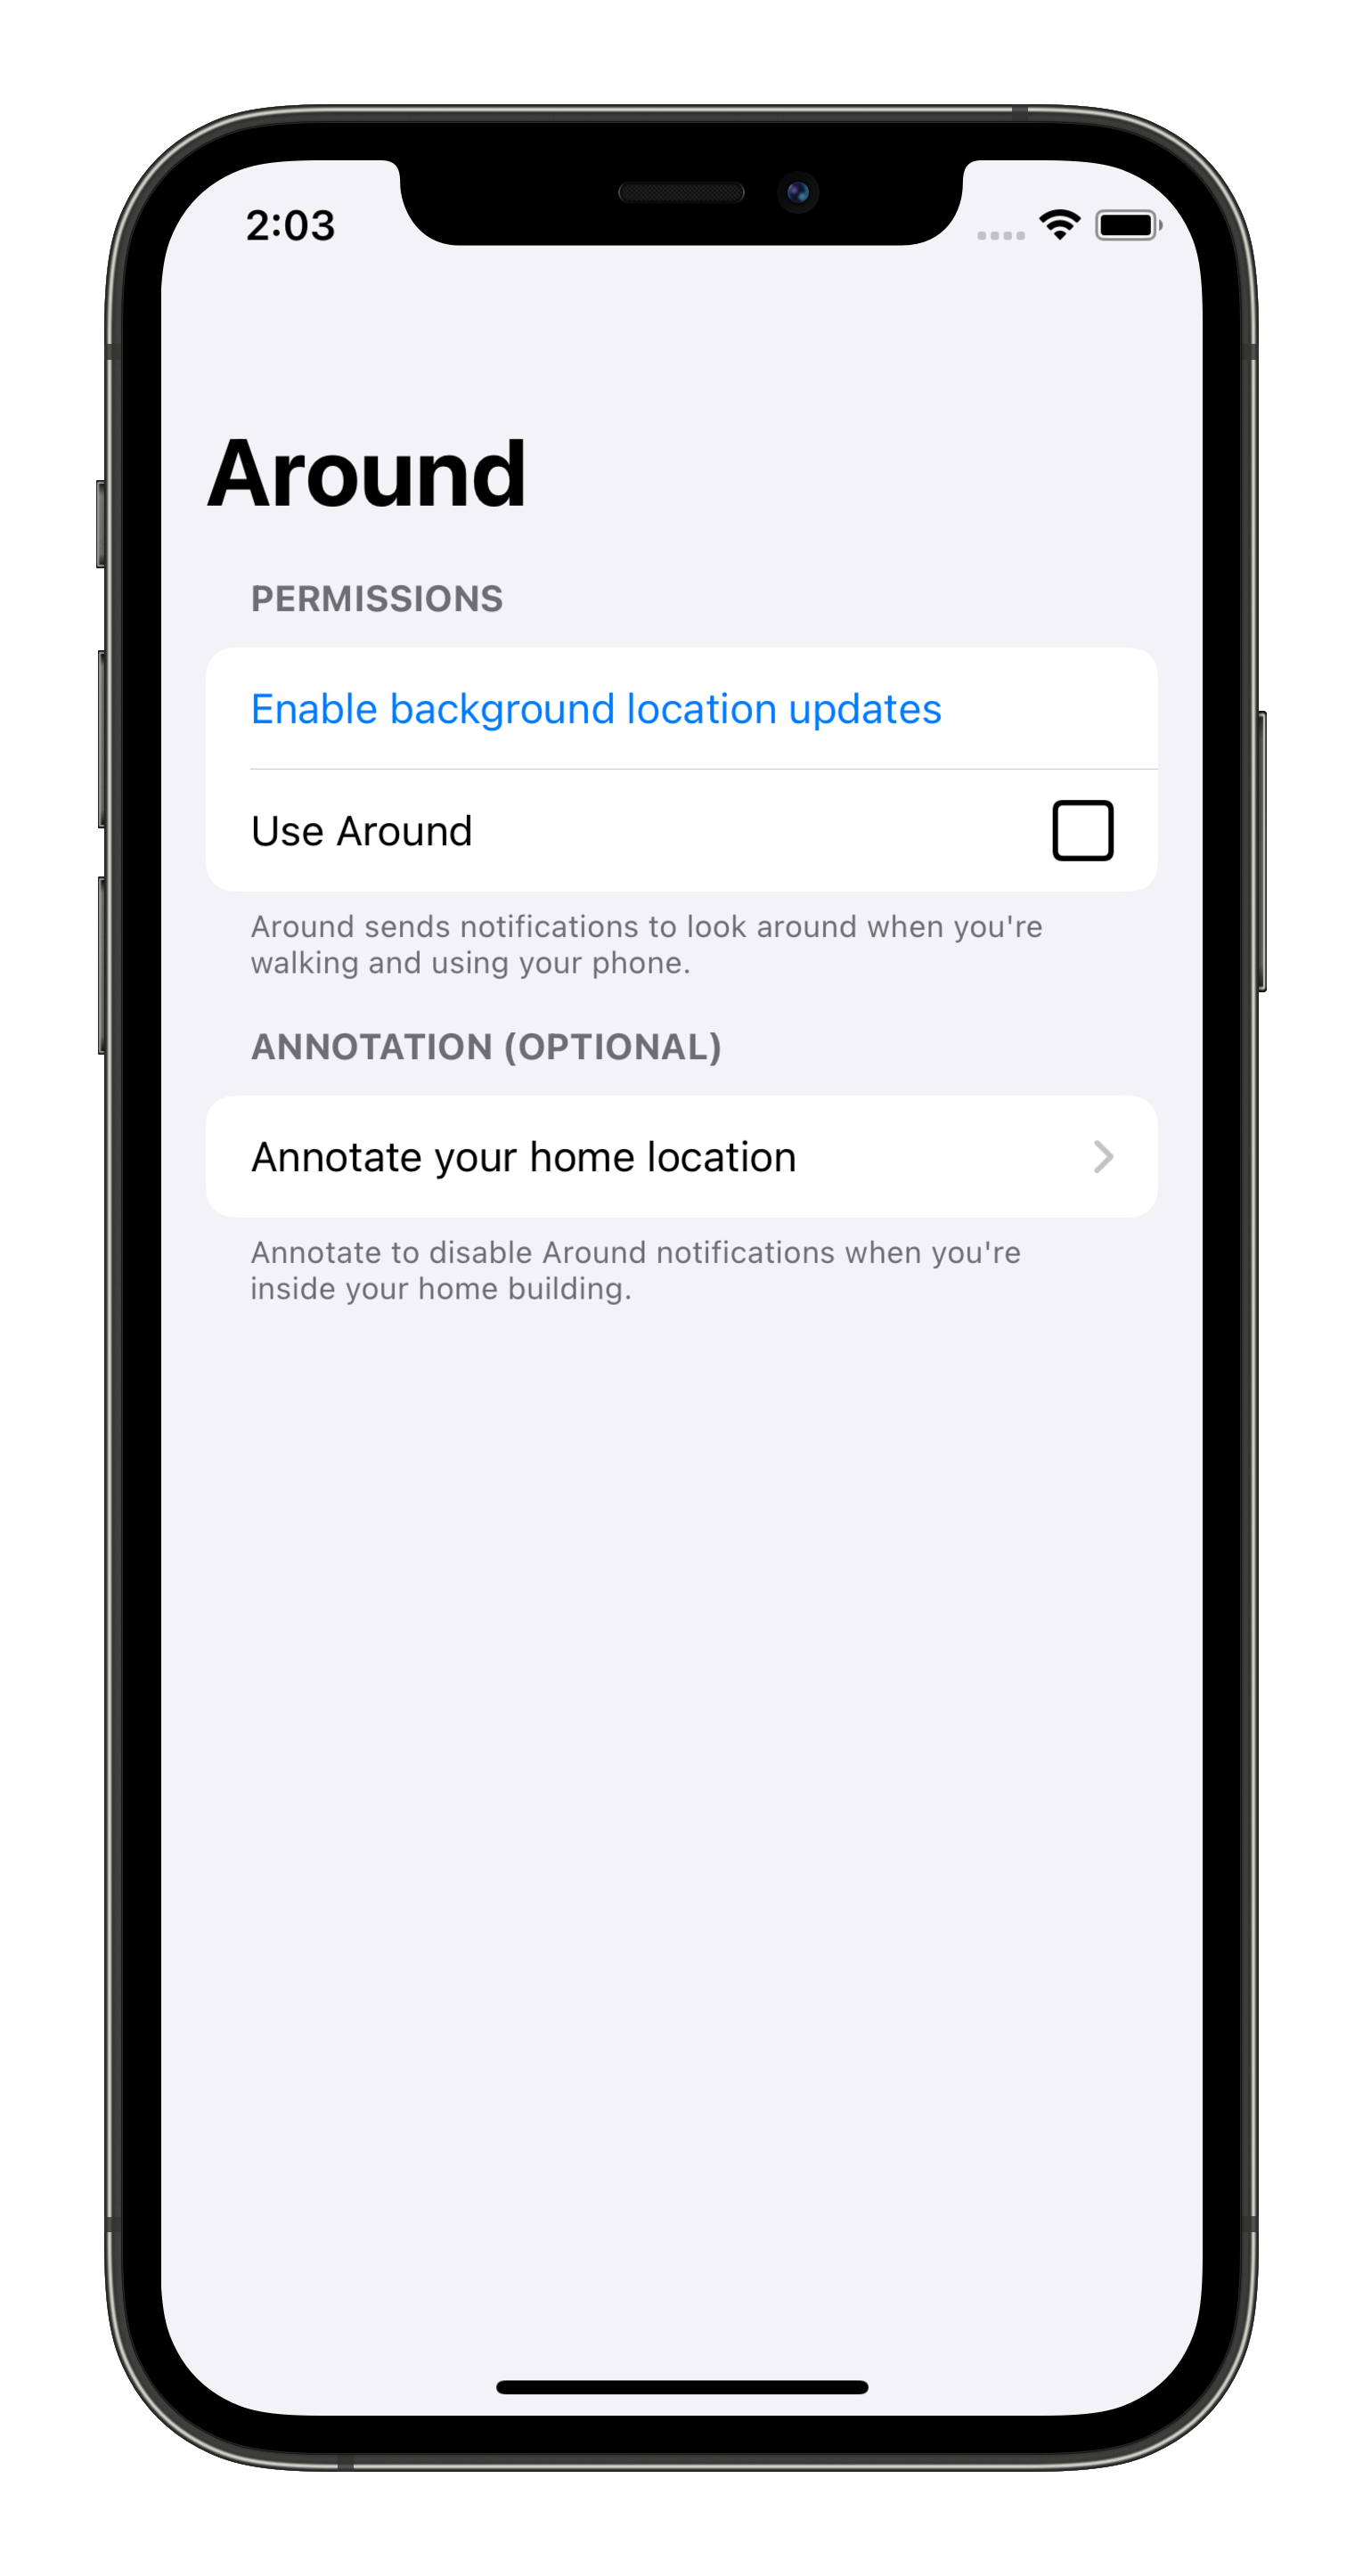 2:03
Around
PERMISSIONS
Enable background location updates
Use Around
Around sends notifications to look around when you're
walking and using your phone.
ANNOTATION (OPTIONAL)
Annotate your home location
Annotate to disable Around notifications when you're
inside your home building.